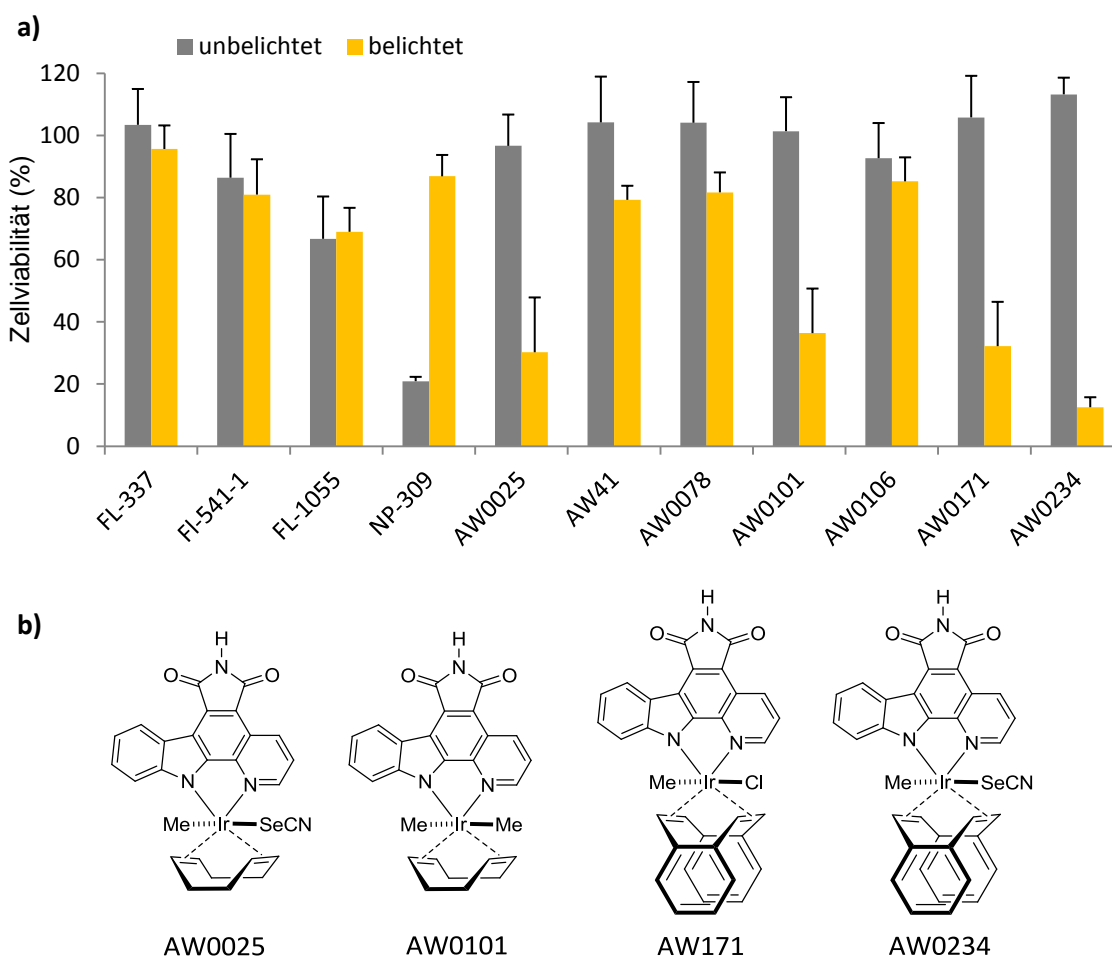 a)
unbelichtet belichtet
Zellviabilität (%)
120
100
80
60
40
20
0
FL-337 Fl-541-1 FL-1055 NP-309 AW0025 AW41 AW0078 AW0101 AW0106 AW0171 AW0234
b)
H H H H
O N O O N O O N O O N O
N N N N N N N N
Me Ir SeCN Me Ir Me Me Ir Cl Me Ir SeCN
AW0025 AW0101 AW171 AW0234